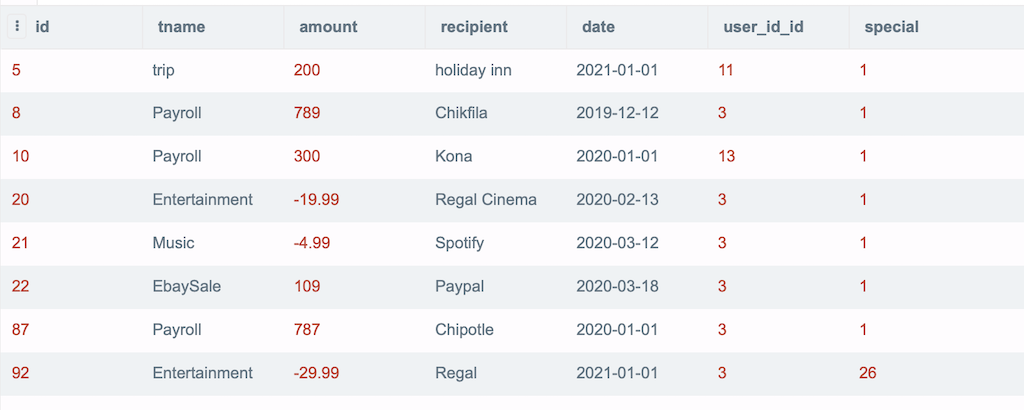 id tname amount recipient date user_id_id special
5 trip 200 holiday inn 2021-01-01 11 1
8 Payroll 789 Chikfila 2019-12-12 3 1
10 Payroll 300 Kona 2020-01-01 13 1
20 Entertainment -19.99 Regal Cinema 2020-02-13 3 1
21 Music -4.99 Spotify 2020-03-12 3 1
22 EbaySale 109 Paypal 2020-03-18 3 1
87 Payroll 787 Chipotle 2020-01-01 3 1
92 Entertainment -29.99 Regal 2021-01-01 3 26